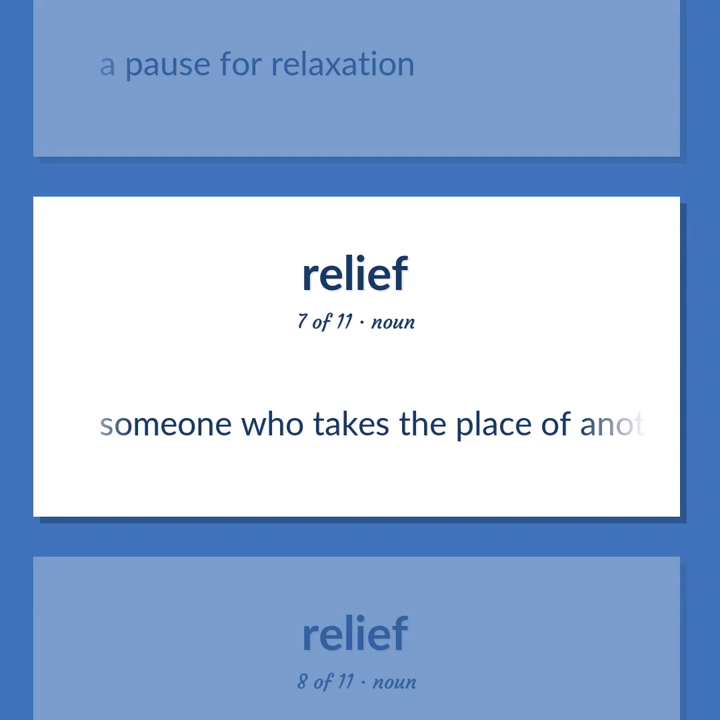 a pause for relaxation
relief
7 of 11 · noun
someone who takes the place of anot
relief
8 of 11 · noun